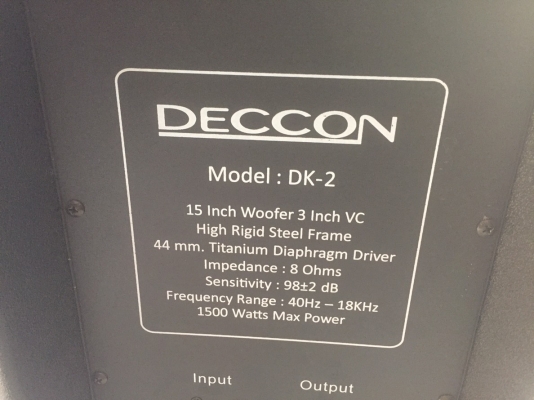 DECCON
Model : DK-2
15 Inch Woofer 3 Inch VC
High Rigid Steel Frame
44 mm. Titanium Diaphragm Driver
Impedance : 8 Ohms
Sensitivity : 98±2 dB
Frequency Range : 40Hz – 18KHz
1500 Watts Max Power
Input Output